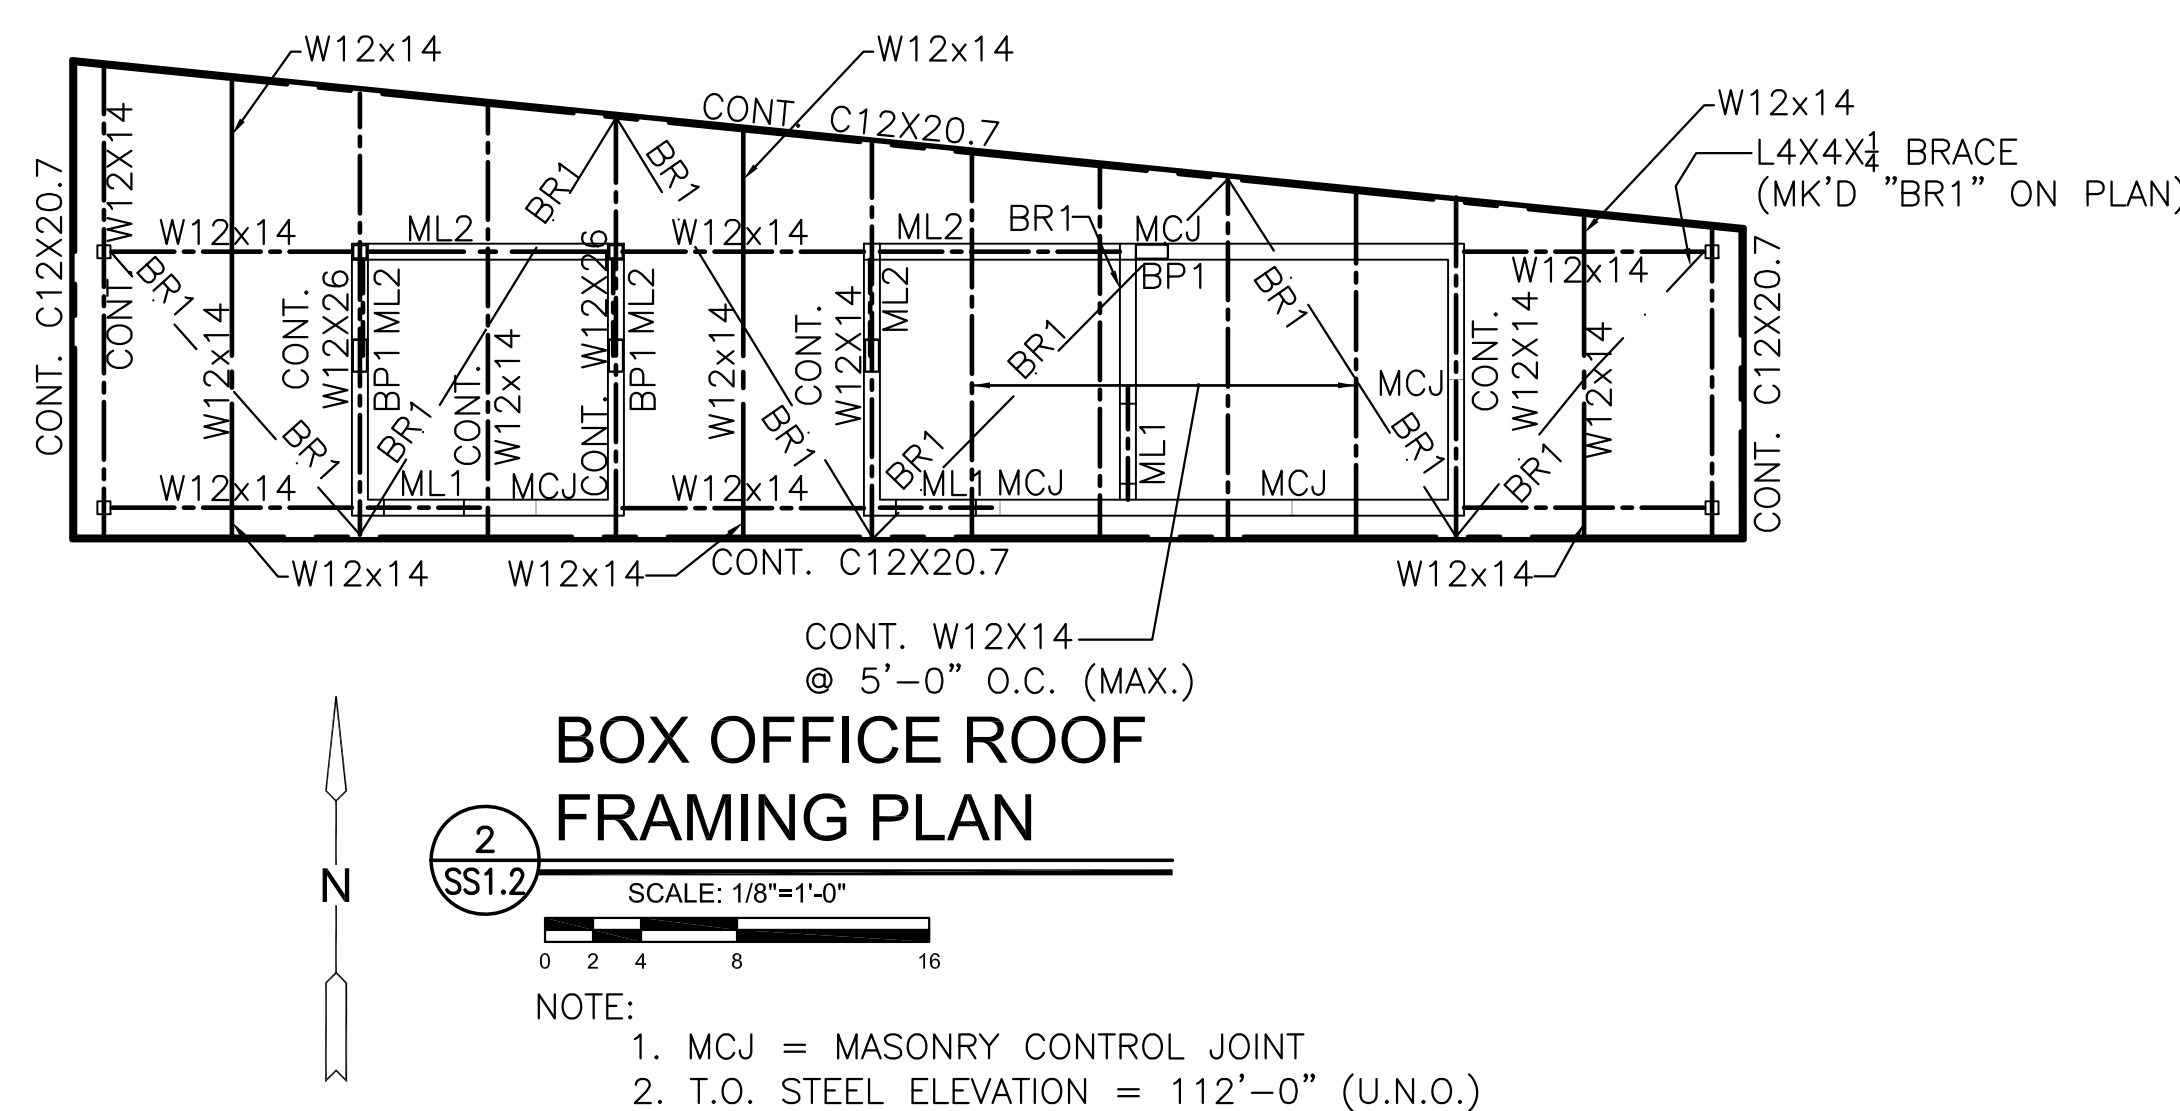 W12x14
W12x14
W12x14
L4X4X¼ BRACE
(MK'D "BR1" ON PLAN)
CONT. C12X20.7
CONT. C12X20.7
CONT. W12X14
BR1
BR1
W12x14
ML2
W12x14
ML2
BR1
MCJ
BP1
W12x14
BR1
W12x14
CONT.
W12X26
BP1 ML2
CONT. W12X26
BP1 ML2
W12x14
CONT.
W12X14
ML2
BR1
BR1
CONT.
W12X14
W12x14
CONT. C12X20.7
BR1
BR1
CONT.
W12x14
BR1
BR1
MCJ
BR1
BR1
W12x14
ML1
MCJ
W12x14
ML1
MCJ
ML1
MCJ
W12x14
W12x14
CONT. C12X20.7
W12x14
CONT. W12X14
@ 5'-0" O.C. (MAX.)
BOX OFFICE ROOF
FRAMING PLAN
2
SS1.2
SCALE: 1/8"=1'-0"
0 2 4 8 16
N
NOTE:
1. MCJ = MASONRY CONTROL JOINT
2. T.O. STEEL ELEVATION = 112'-0" (U.N.O.)